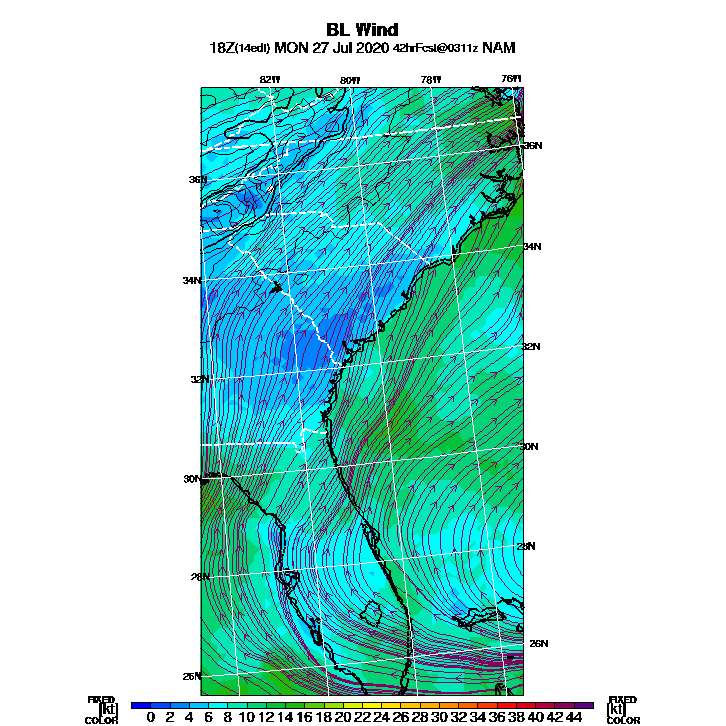 BL Wind
18Z(14edt) MON 27 Jul 2020 42hrFcst@0311z NAM
82W 80W 78W 76W
36N
36N
34N
34N
32N
32N
30N
30N
28N
28N
26N
26N
FIXED [kt] COLOR 0 2 4 6 8 10 12 14 16 18 20 22 24 26 28 30 32 34 36 38 40 42 44 FIXED [kt] COLOR